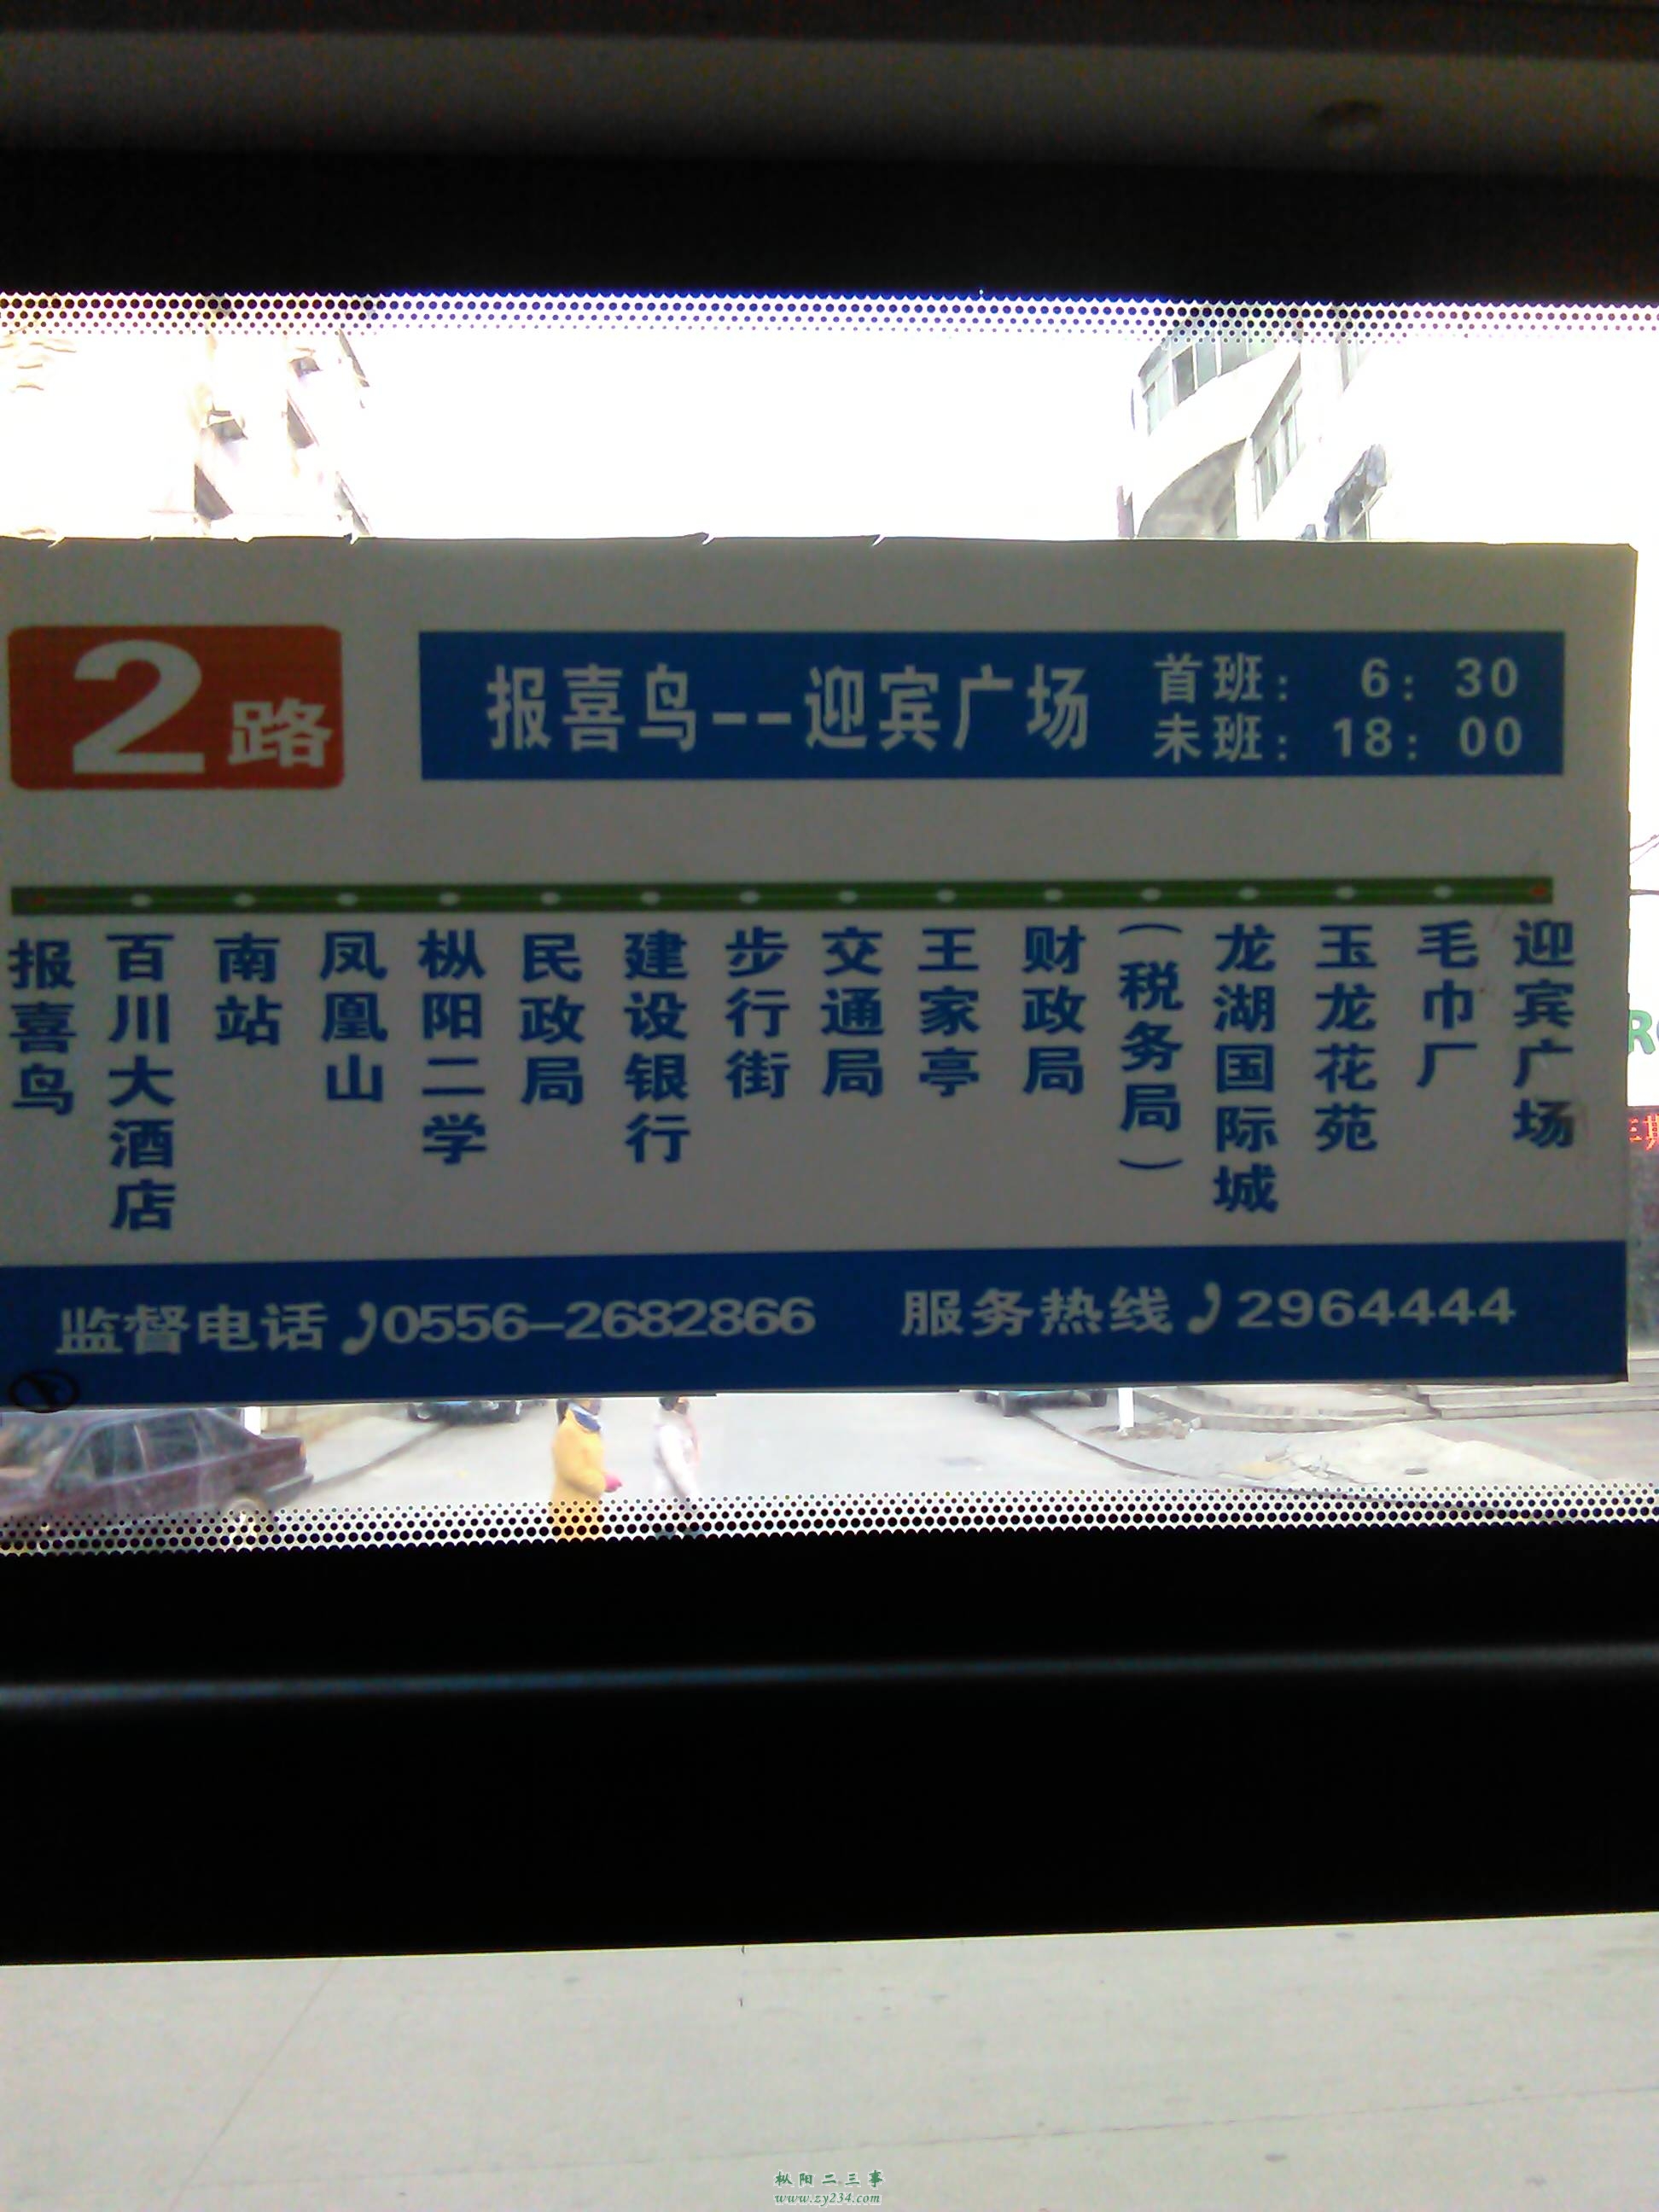 2路
报喜鸟--迎宾广场
首班: 6: 30
未班: 18: 00
报喜鸟
百川大酒店
南站
凤凰山
枞阳二学
民政局
建设银行
步行街
交通局
王家亭
财政局
(税务局)
龙湖国际城
玉龙花苑
毛巾厂
迎宾广场
监督电话 0556-2682866
服务热线 2964444
枞阳二三事
www.zy234.com